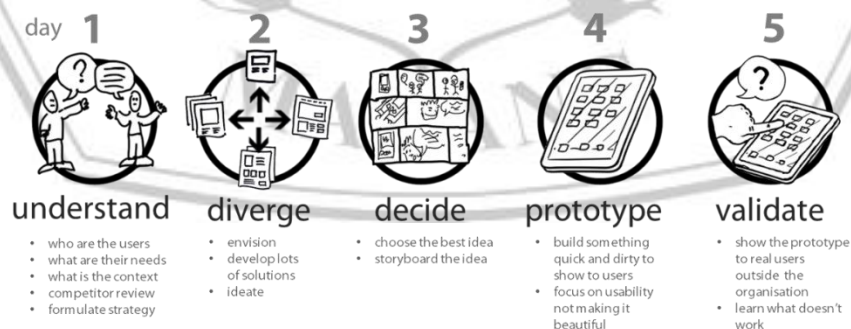 day 1 2 3 4 5
understand
• who are the users
• what are their needs
• what is the context
• competitor review
• formulate strategy
diverge
• envision
• develop lots
of solutions
• ideate
decide
• choose the best idea
• storyboard the idea
prototype
• build something
quick and dirty to
show to users
• focus on usability
not making it
beautiful
validate
• show the prototype
to real users
outside the
organisation
• learn what doesn't
work
? 
?